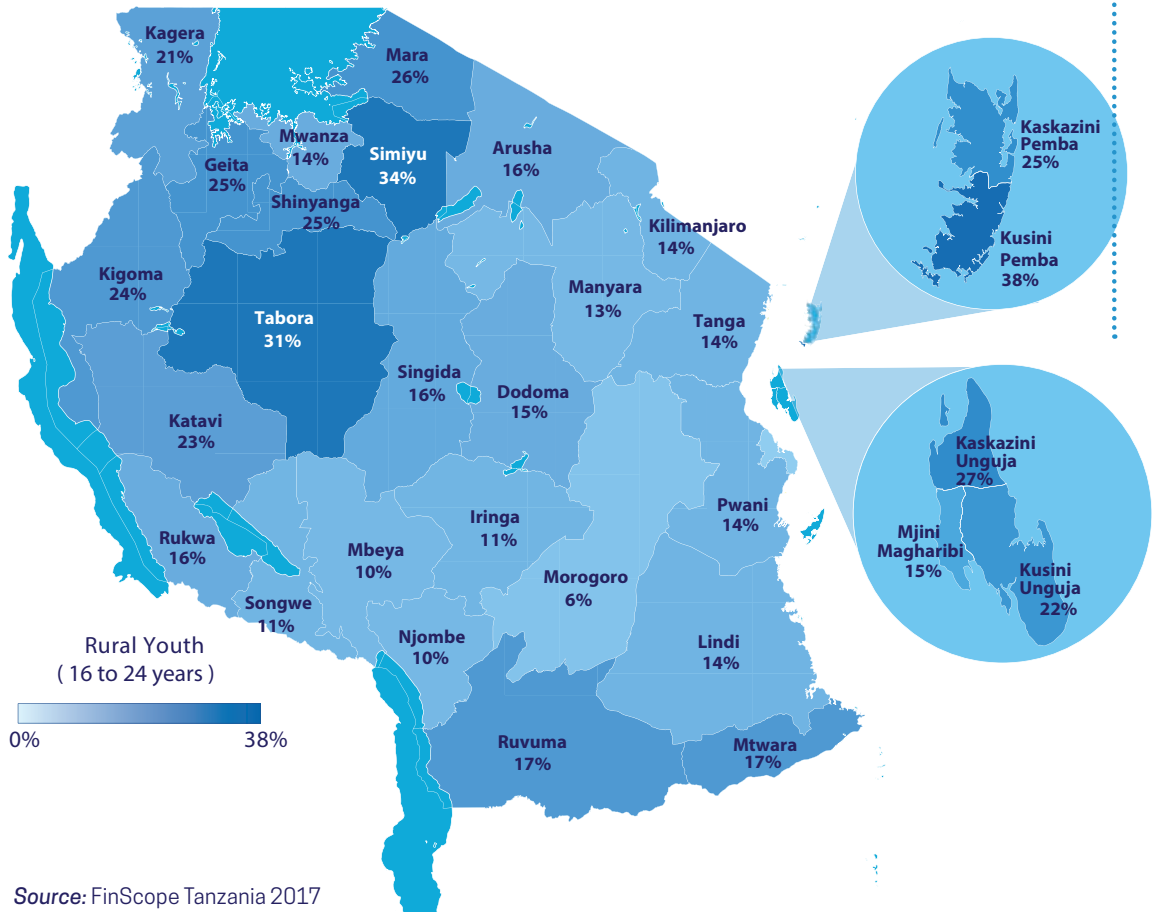 Kagera
21%
Mara
26%
Mwanza
14%
Simiyu
34%
Arusha
16%
Geita
25%
Shinyanga
25%
Kilimanjaro
14%
Kigoma
24%
Manyara
13%
Tabora
31%
Tanga
14%
Singida
16%
Dodoma
15%
Katavi
23%
Pwani
14%
Iringa
11%
Rukwa
16%
Mbeya
10%
Morogoro
6%
Songwe
11%
Njombe
10%
Lindi
14%
Ruvuma
17%
Mtwara
17%
Kaskazini
Pemba
25%
Kusini
Pemba
38%
Kaskazini
Unguja
27%
Mjini
Magharibi
15%
Kusini
Unguja
22%
Rural Youth
( 16 to 24 years )
0%
38%
Source: FinScope Tanzania 2017